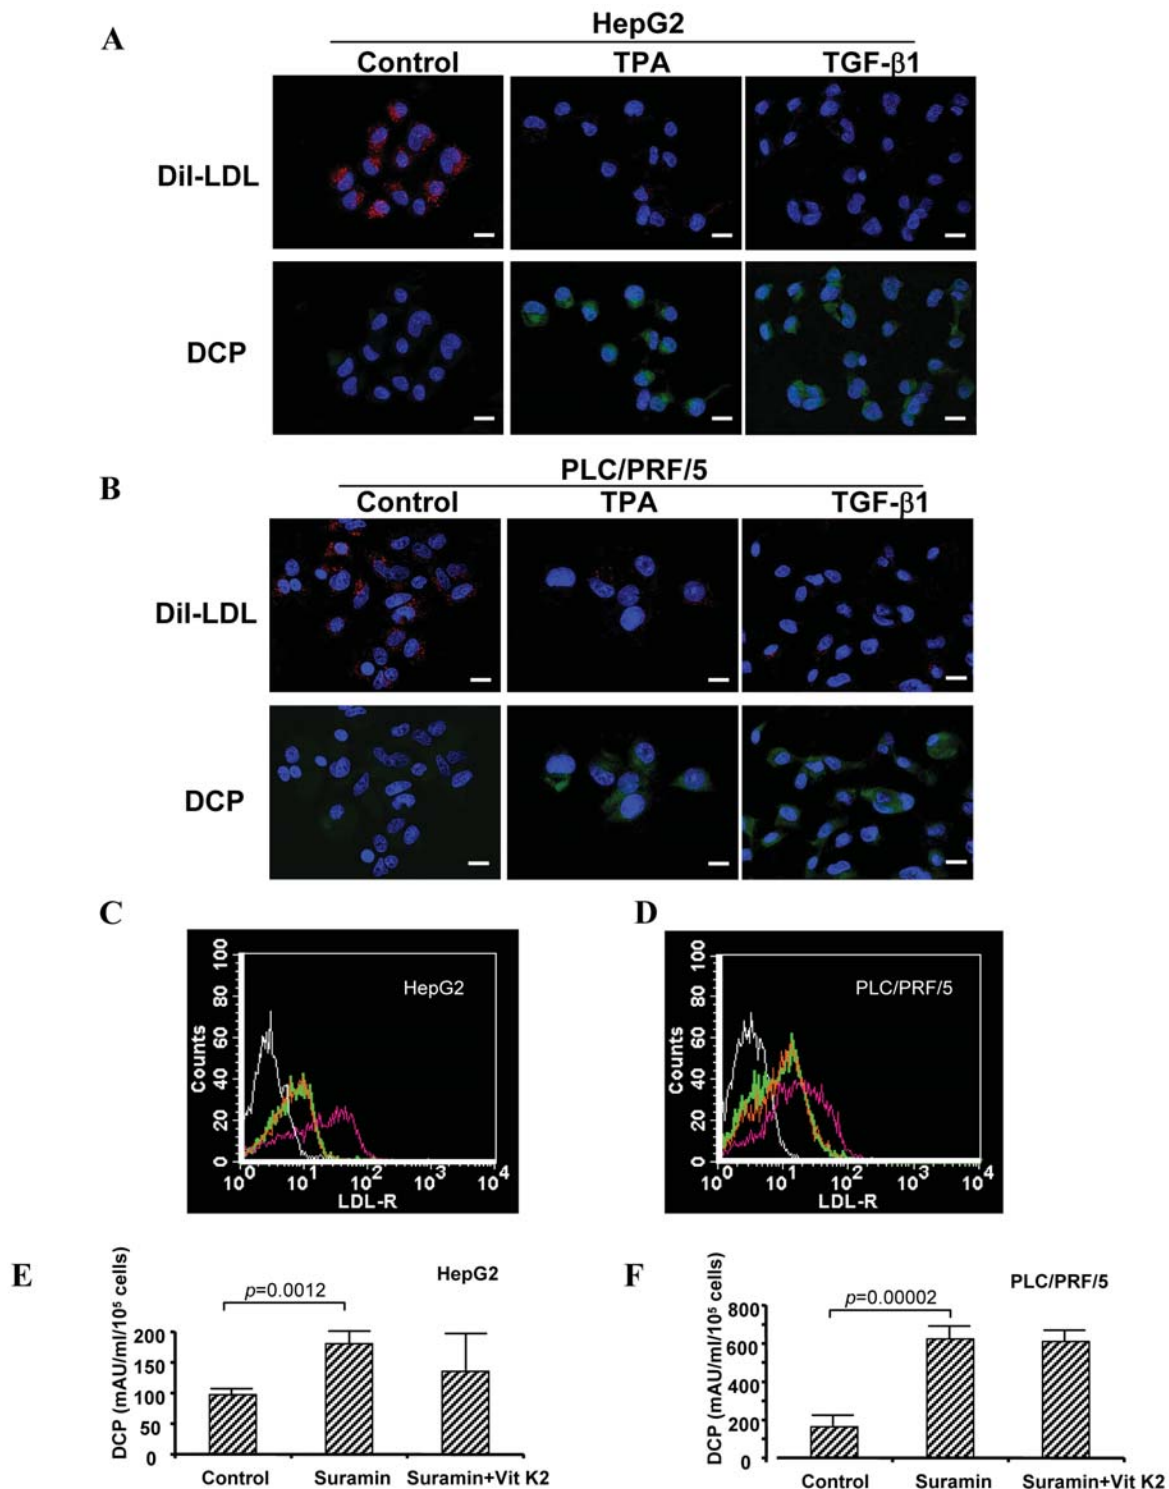 A
HepG2
Control TPA TGF-β1
Dil-LDL
DCP
B
PLC/PRF/5
Control TPA TGF-β1
Dil-LDL
DCP
C
D
100
80
60
40
20
0
Counts
HepG2
10⁰ 10¹ 10² 10³ 10⁴
LDL-R
100
80
60
40
20
0
Counts
PLC/PRF/5
10⁰ 10¹ 10² 10³ 10⁴
LDL-R
E
HepG2
p=0.0012
DCP (mAU/ml/10⁵ cells)
200
150
100
50
0
Control Suramin Suramin+Vit K2
F
PLC/PRF/5
p=0.00002
DCP (mAU/ml/10⁵ cells)
800
600
400
200
0
Control Suramin Suramin+Vit K2